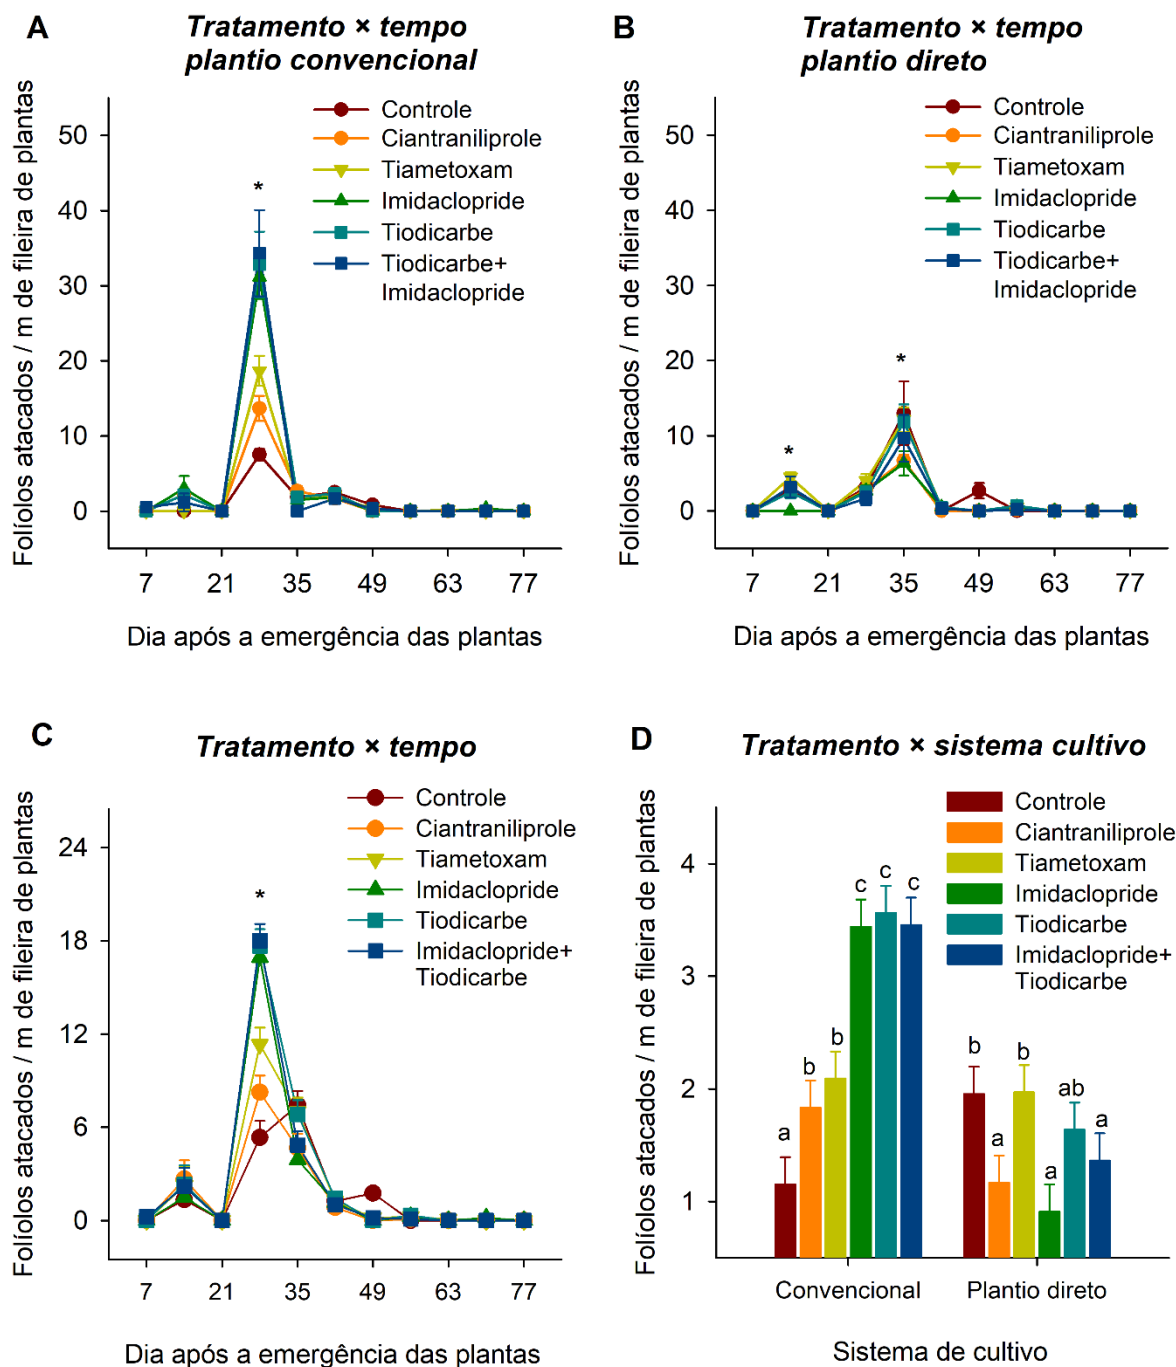 A
Tratamento × tempo
plantio convencional
Folíolos atacados / m de fileira de plantas
50
40
30
20
10
0
*
Controle
Ciantraniliprole
Tiametoxam
Imidaclopride
Tiodicarbe
Tiodicarbe+
Imidaclopride
7 21 35 49 63 77
Dia após a emergência das plantas
B
Tratamento × tempo
plantio direto
Folíolos atacados / m de fileira de plantas
50
40
30
20
10
0
*
*
Controle
Ciantraniliprole
Tiametoxam
Imidaclopride
Tiodicarbe
Tiodicarbe+
Imidaclopride
7 21 35 49 63 77
Dia após a emergência das plantas
C
Tratamento × tempo
Folíolos atacados / m de fileira de plantas
24
18
12
6
0
*
Controle
Ciantraniliprole
Tiametoxam
Imidaclopride
Tiodicarbe
Imidaclopride+
Tiodicarbe
7 21 35 49 63 77
Dia após a emergência das plantas
D
Tratamento × sistema cultivo
Folíolos atacados / m de fileira de plantas
4
3
2
1
Controle
Ciantraniliprole
Tiametoxam
Imidaclopride
Tiodicarbe
Imidaclopride+
Tiodicarbe
a b b c c c
b a b a ab a
Convencional Plantio direto
Sistema de cultivo